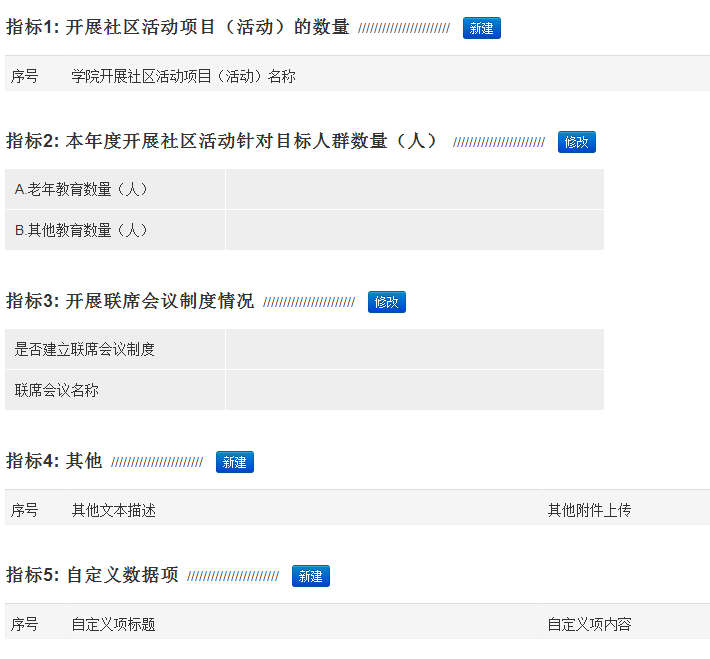 指标1: 开展社区活动项目（活动）的数量 ////////////////////// 新建
序号 学院开展社区活动项目（活动）名称
指标2: 本年度开展社区活动针对目标人群数量（人） ////////////////////// 修改
A.老年教育数量（人）
B.其他教育数量（人）
指标3: 开展联席会议制度情况 ////////////////////// 修改
是否建立联席会议制度
联席会议名称
指标4: 其他 ////////////////////// 新建
序号 其他文本描述 其他附件上传
指标5: 自定义数据项 ////////////////////// 新建
序号 自定义项标题 自定义项内容